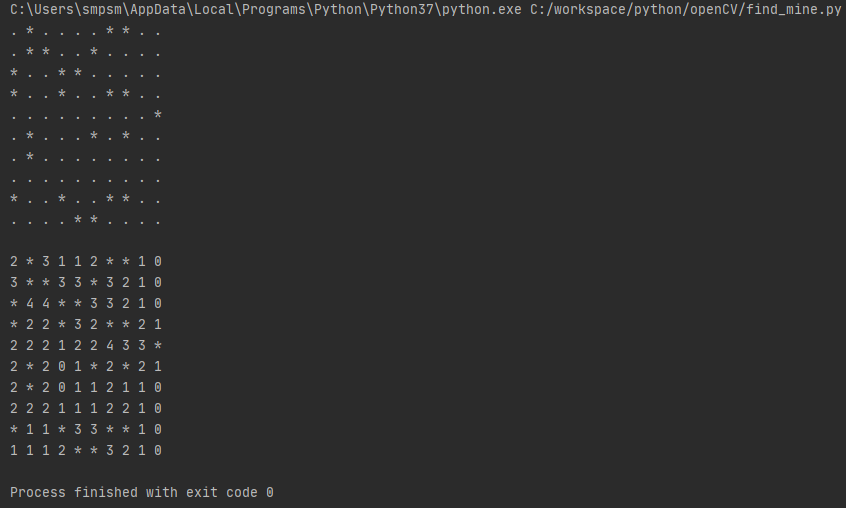 C:\Users\smpsm\AppData\Local\Programs\Python\Python37\python.exe C:/workspace/python/openCV/find_mine.py
. * . . . . * * . .
. * * . . * . . . .
* . . * * . . . . .
* . . * . . * * . .
. . . . . . . . . *
. * . . . * . * . .
. * . . . . . . . .
. . . . . . . . . .
* . . * . . * * . .
. . . . * * . . . .
2 * 3 1 1 2 * * 1 0
3 * * 3 3 * 3 2 1 0
* 4 4 * * 3 3 2 1 0
* 2 2 * 3 2 * * 2 1
2 2 2 1 2 2 4 3 3 *
2 * 2 0 1 * 2 * 2 1
2 * 2 0 1 1 2 1 1 0
2 2 2 1 1 1 2 2 1 0
* 1 1 * 3 3 * * 1 0
1 1 1 2 * * 3 2 1 0
Process finished with exit code 0